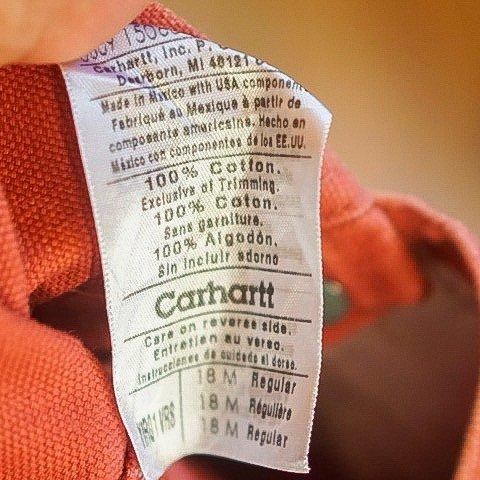 Carhartt, Inc. P.
Dearborn, MI 48121
Made in Mexico with USA component
Fabriqué au Mexique à partir de
composants americains. Hecho en
México con componentes de los EE.UU.
100% Cotton.
Exclusive of Trimming.
100% Coton.
Sans garniture.
100% Algodón.
Sin incluir adorno
Carhartt
Care on reverse side.
Entretien au verso.
Instrucciones de cuidado al dorso.
18 M Regular
18 M Régulière
18 M Regular